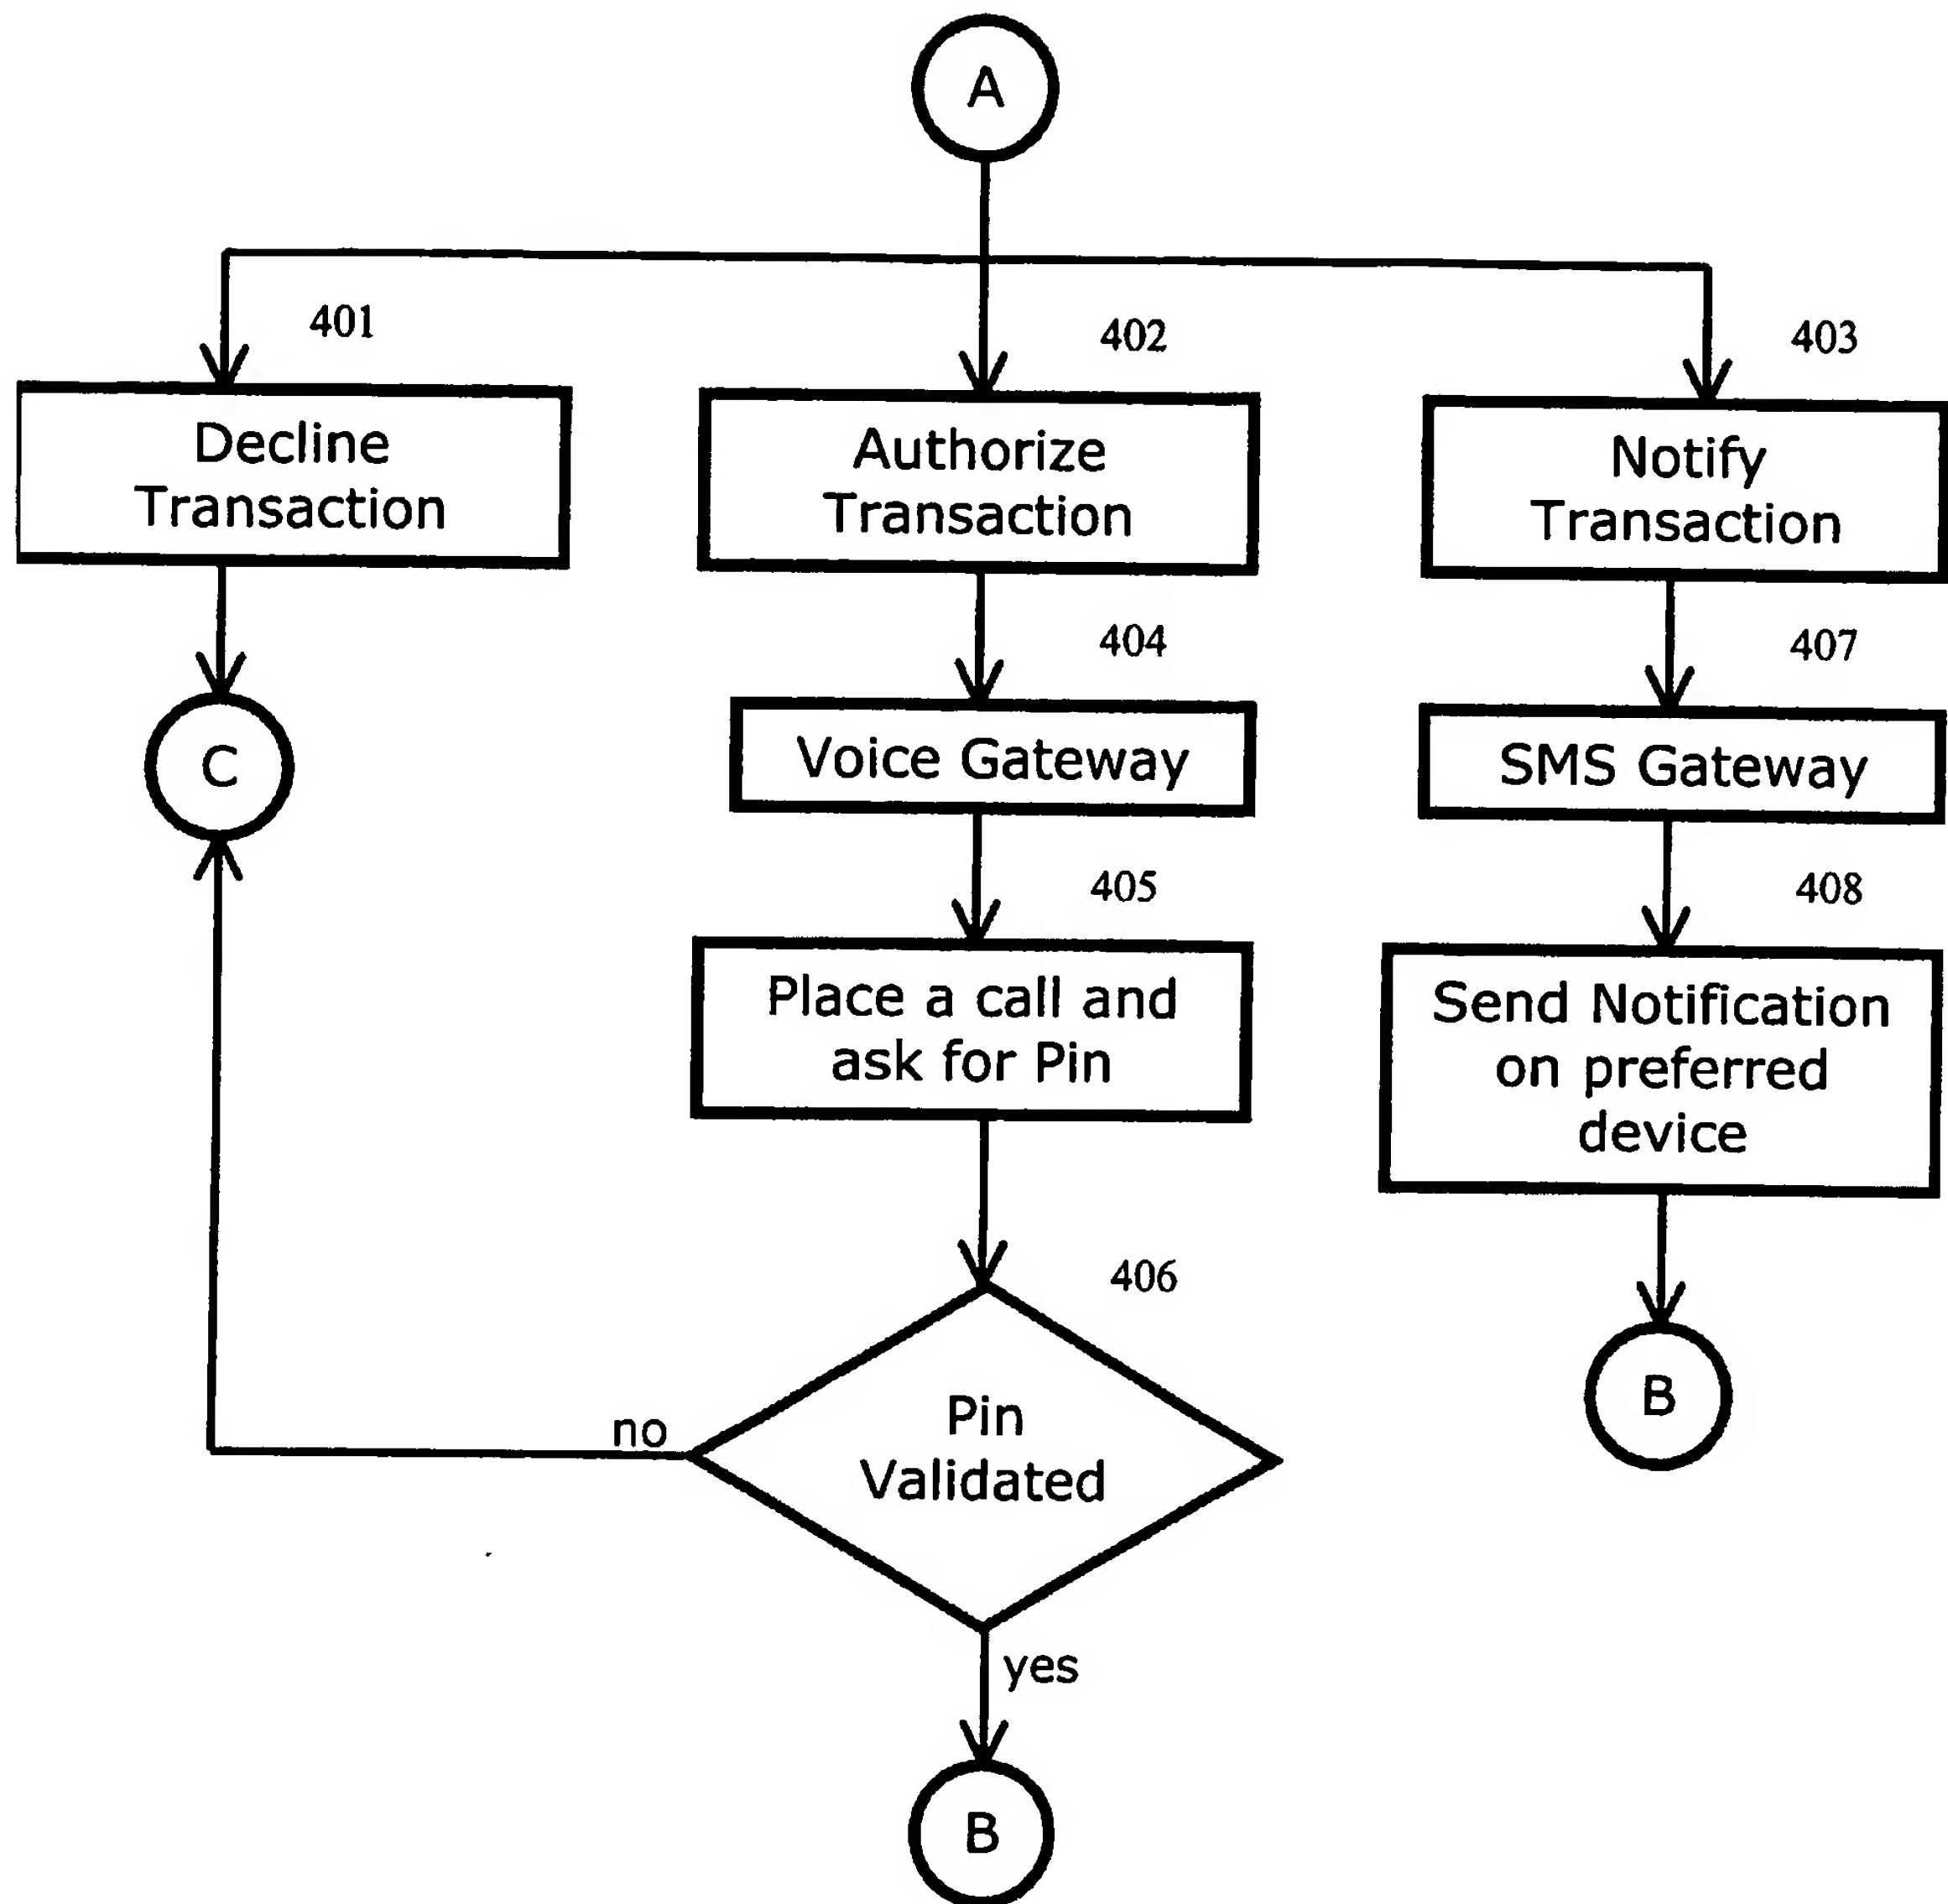 A
401
402
403
Decline
Transaction
Authorize
Transaction
Notify
Transaction
404
407
C
Voice Gateway
SMS Gateway
405
408
Place a call and
ask for Pin
Send Notification
on preferred
device
406
no
Pin
Validated
B
yes
B